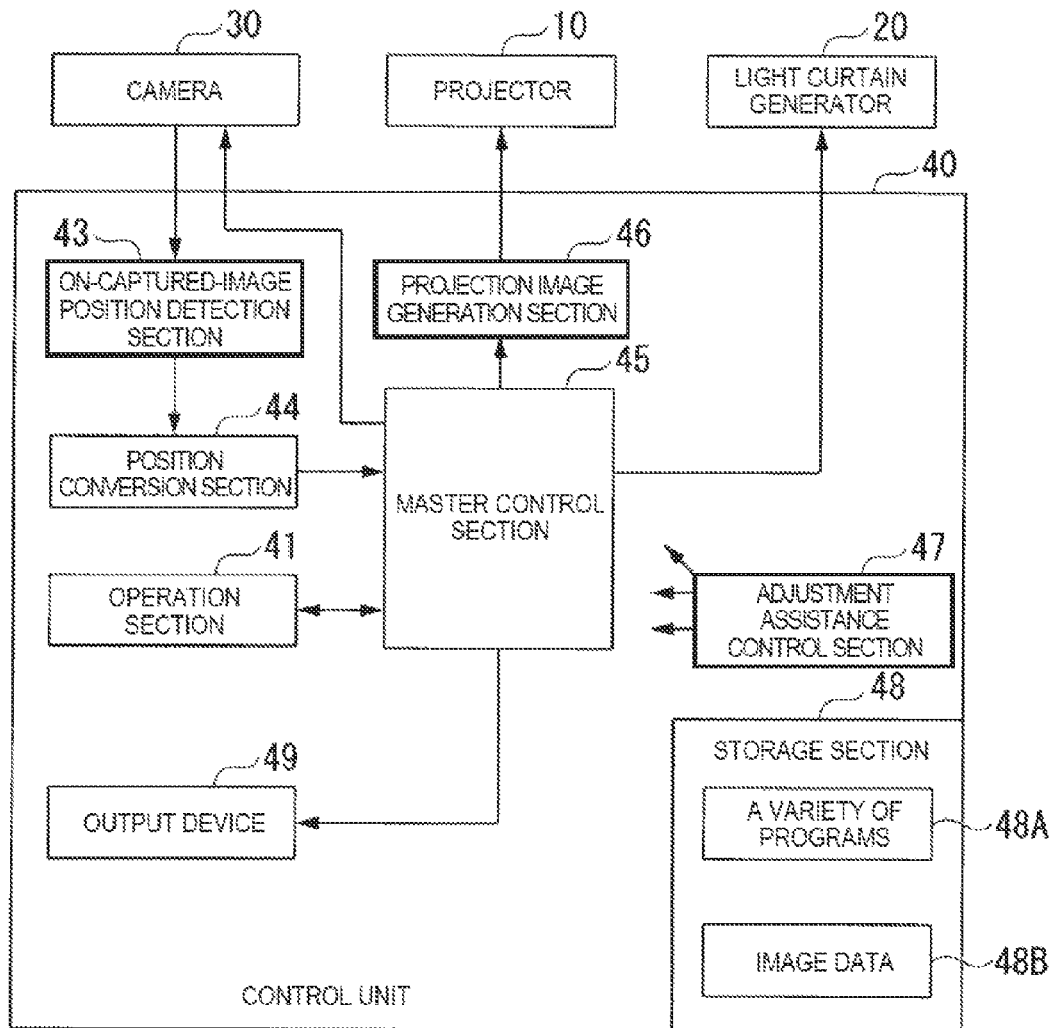 30
10
20
CAMERA
PROJECTOR
LIGHT CURTAIN
GENERATOR
40
43
46
ON-CAPTURED-IMAGE
POSITION DETECTION
SECTION
PROJECTION IMAGE
GENERATION SECTION
45
44
POSITION
CONVERSION SECTION
MASTER CONTROL
SECTION
41
47
OPERATION
SECTION
ADJUSTMENT
ASSISTANCE
CONTROL SECTION
48
STORAGE SECTION
49
OUTPUT DEVICE
A VARIETY OF
PROGRAMS
48A
IMAGE DATA
48B
CONTROL UNIT